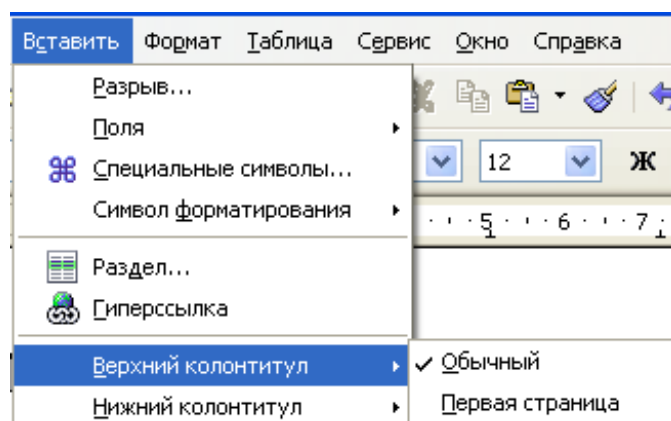 Вставить Формат Таблица Сервис Окно Справка
Разрыв...
Поля
Специальные символы...
12 Ж
Символ форматирования
5 6 7
Раздел...
Гиперссылка
Верхний колонтитул
Обычный
Нижний колонтитул
Первая страница